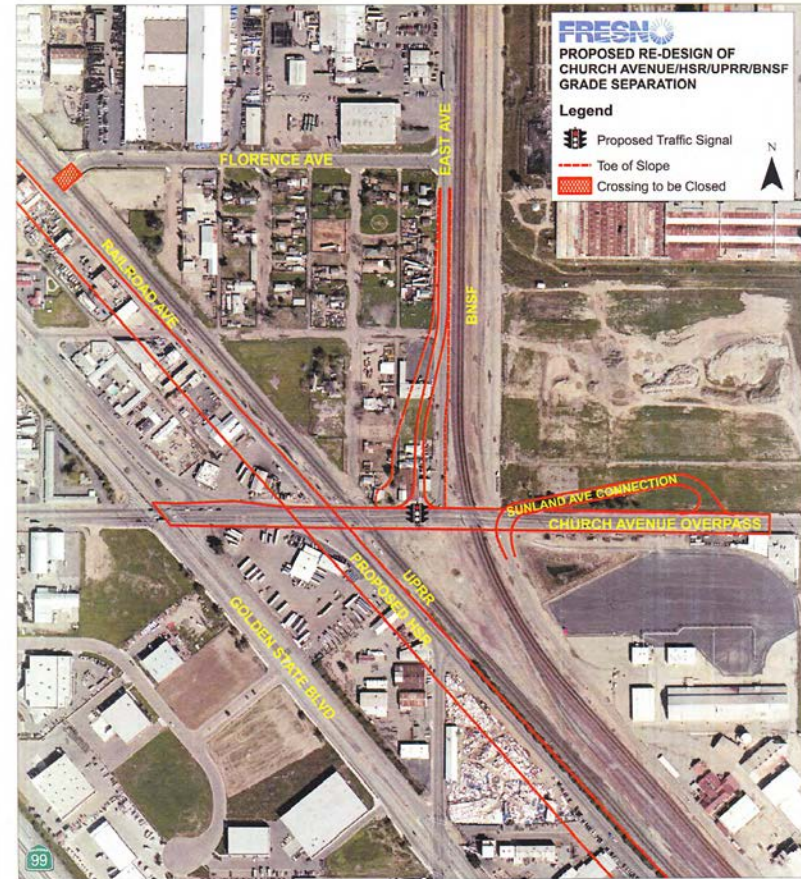 FRESNO
PROPOSED RE-DESIGN OF
CHURCH AVENUE/HSR/UPRR/BNSF
GRADE SEPARATION
Legend
Proposed Traffic Signal
Toe of Slope
Crossing to be Closed
N
FLORENCE AVE
EAST AVE
RAILROAD AVE
BNSF
SUNLAND AVE CONNECTION
CHURCH AVENUE OVERPASS
UPRR
PROPOSED HSR
GOLDEN STATE BLVD
99